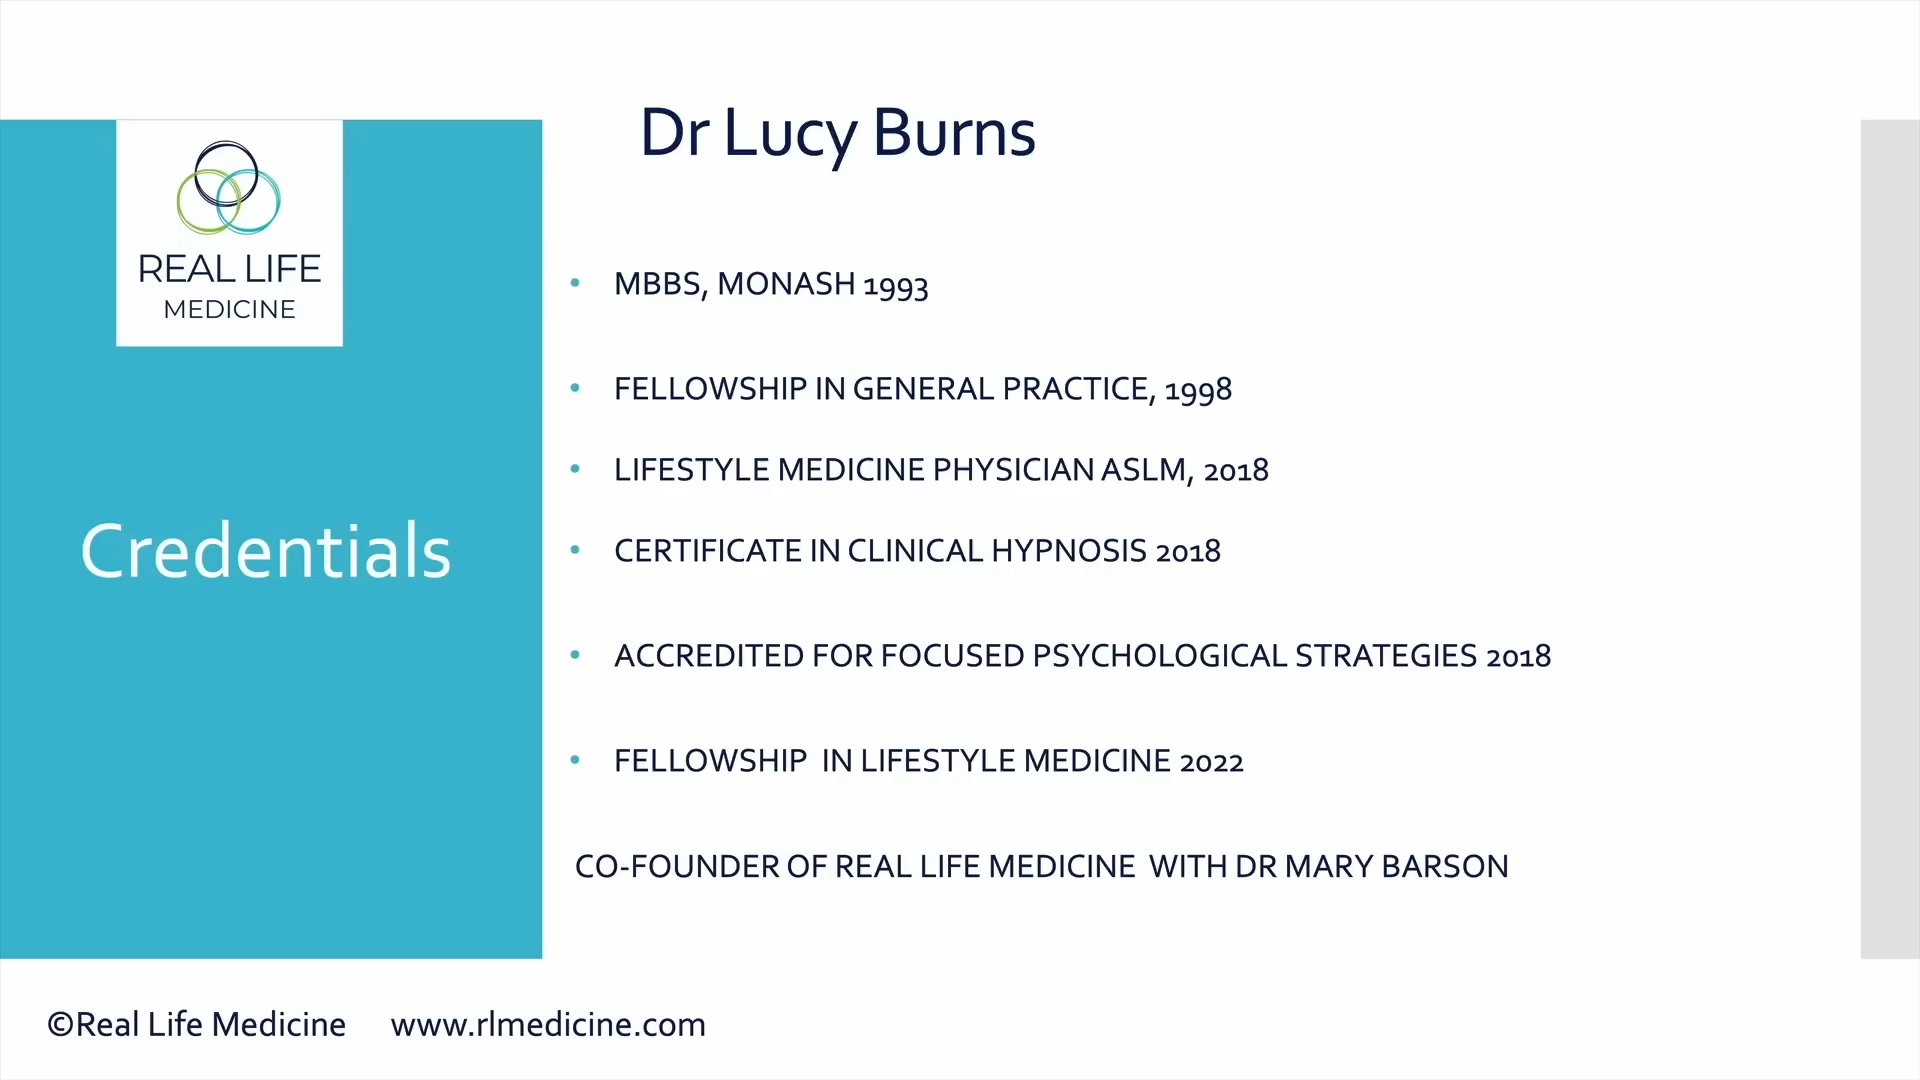 REAL LIFE
MEDICINE
Credentials
Dr Lucy Burns
• MBBS, MONASH 1993
• FELLOWSHIP IN GENERAL PRACTICE, 1998
• LIFESTYLE MEDICINE PHYSICIAN ASLM, 2018
• CERTIFICATE IN CLINICAL HYPNOSIS 2018
• ACCREDITED FOR FOCUSED PSYCHOLOGICAL STRATEGIES 2018
• FELLOWSHIP IN LIFESTYLE MEDICINE 2022
CO-FOUNDER OF REAL LIFE MEDICINE WITH DR MARY BARSON
©Real Life Medicine www.rlmedicine.com